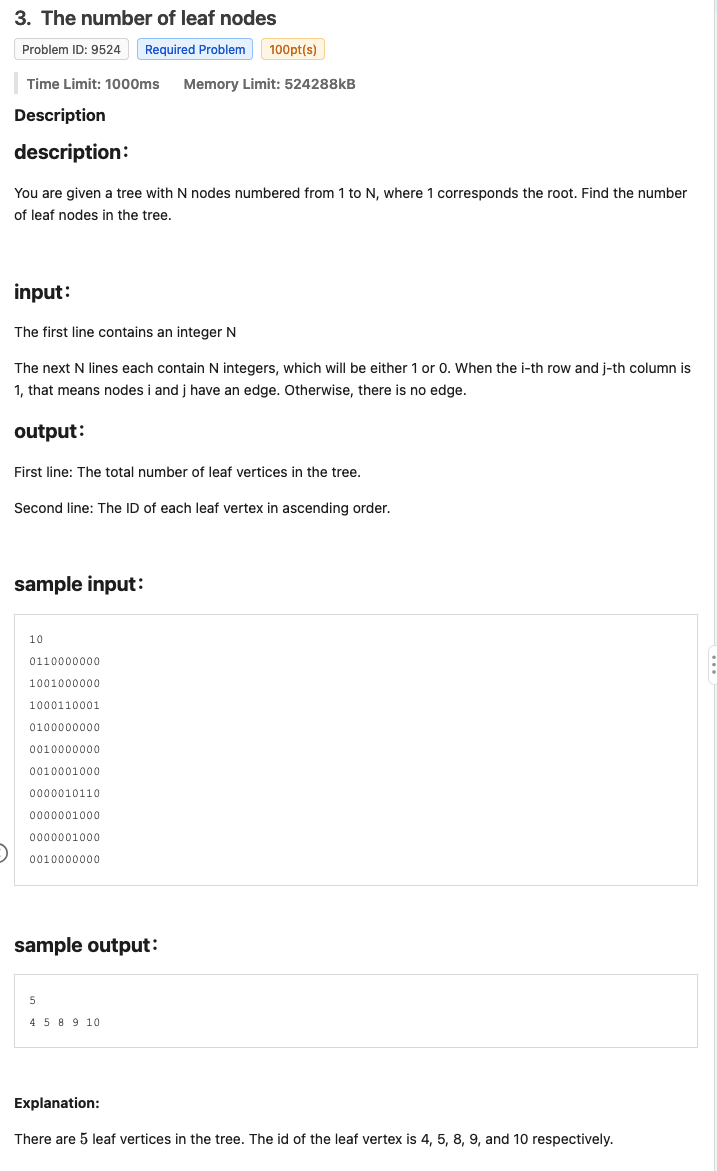 3. The number of leaf nodes
Problem ID: 9524 Required Problem 100pt(s)
Time Limit: 1000ms Memory Limit: 524288kB
Description
description:
You are given a tree with N nodes numbered from 1 to N, where 1 corresponds the root. Find the number
of leaf nodes in the tree.
input:
The first line contains an integer N
The next N lines each contain N integers, which will be either 1 or 0. When the i-th row and j-th column is
1, that means nodes i and j have an edge. Otherwise, there is no edge.
output:
First line: The total number of leaf vertices in the tree.
Second line: The ID of each leaf vertex in ascending order.
sample input:
10
0110000000
1001000000
1000110001
0100000000
0010000000
0010001000
0000010110
0000001000
0000001000
0010000000
sample output:
5
4 5 8 9 10
Explanation:
There are 5 leaf vertices in the tree. The id of the leaf vertex is 4, 5, 8, 9, and 10 respectively.